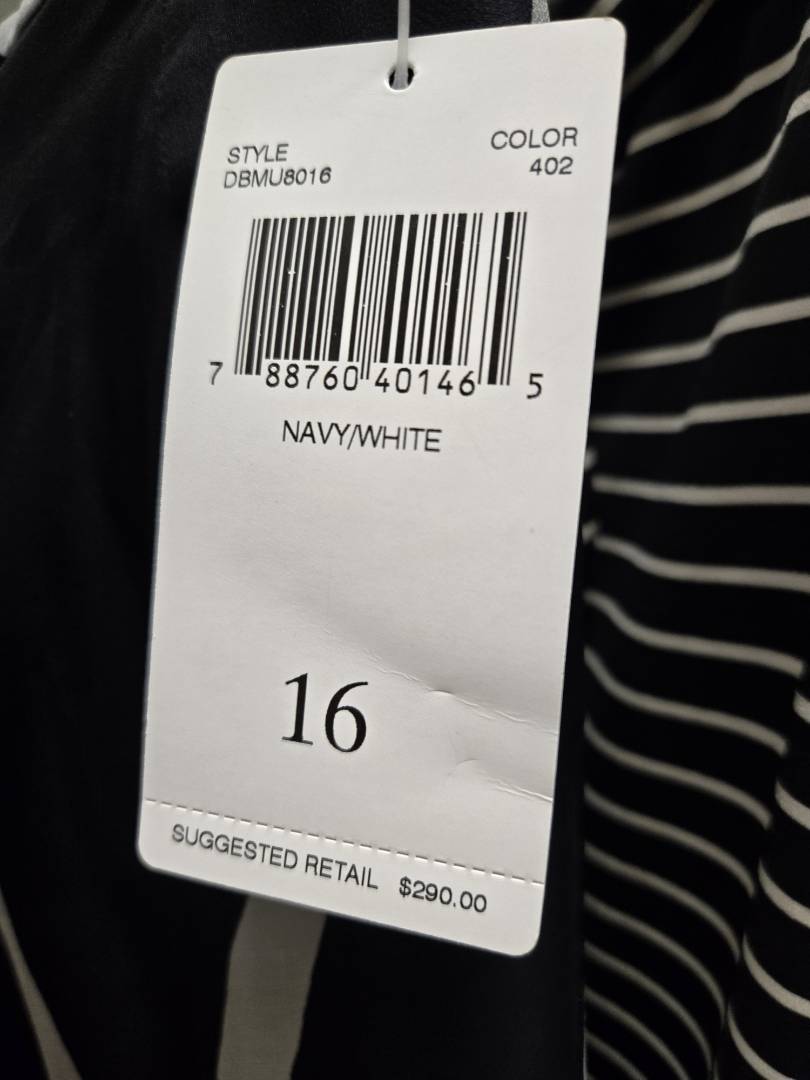 STYLE
DBMU8016
COLOR
402
7 88760 40146 5
NAVY/WHITE
16
SUGGESTED RETAIL $290.00